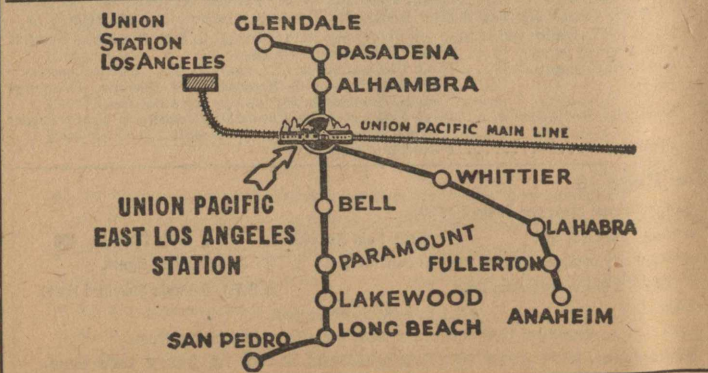 UNION
STATION
LOS ANGELES
GLENDALE
PASADENA
ALHAMBRA
UNION PACIFIC MAIN LINE
WHITTIER
UNION PACIFIC
EAST LOS ANGELES
STATION
BELL
LA HABRA
PARAMOUNT
FULLERTON
LAKEWOOD
ANAHEIM
LONG BEACH
SAN PEDRO